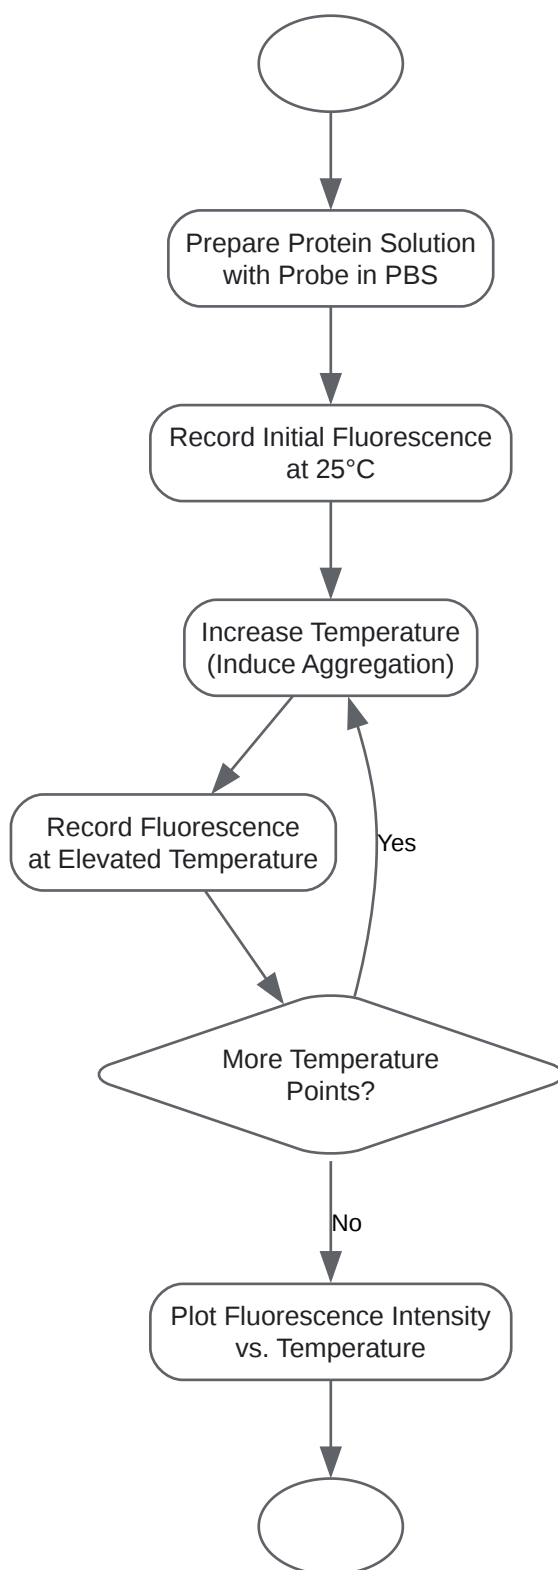 Prepare Protein Solution
with Probe in PBS
Record Initial Fluorescence
at 25°C
Increase Temperature
(Induce Aggregation)
Record Fluorescence
at Elevated Temperature
Yes
More Temperature
Points?
No
Plot Fluorescence Intensity
vs. Temperature